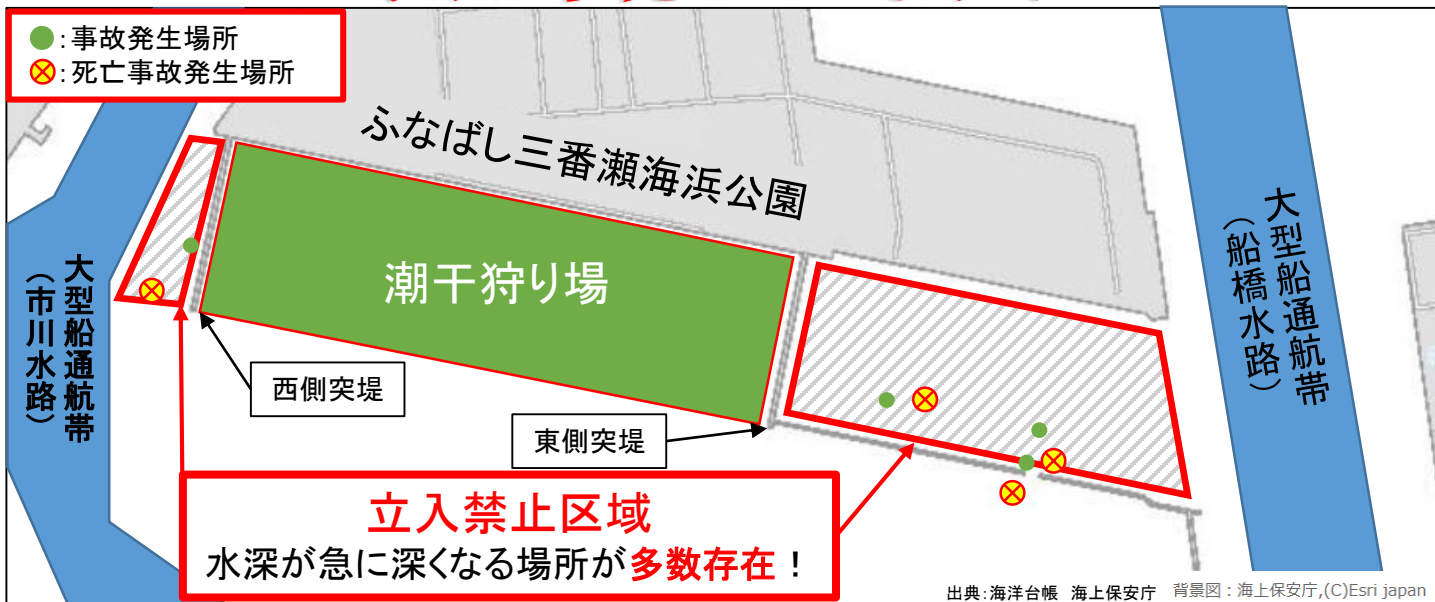 ●:事故発生場所
⊗:死亡事故発生場所
ふなばし三番瀬海浜公園
潮干狩り場
大型船通航帯
(市川水路)
大型船通航帯
(船橋水路)
西側突堤
東側突堤
立入禁止区域
水深が急に深くなる場所が多数存在!
出典:海洋台帳 海上保安庁 背景図:海上保安庁,(C)Esri japan